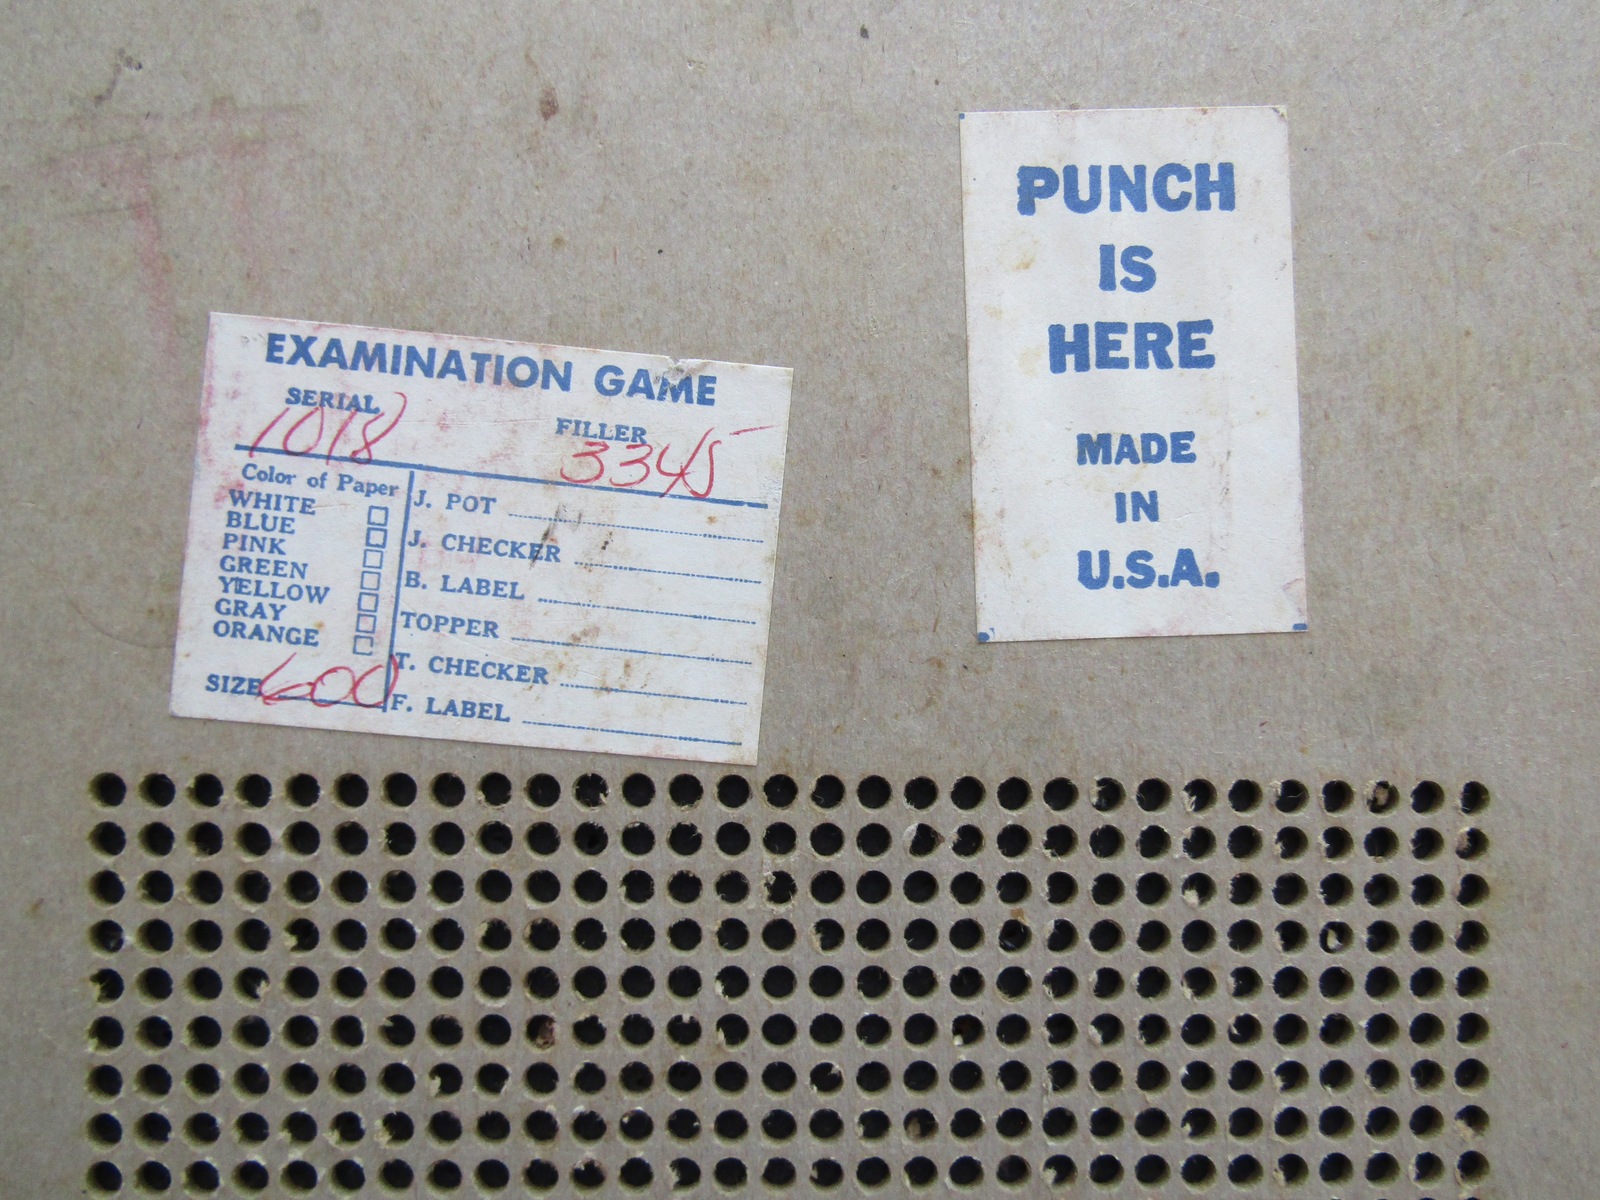 EXAMINATION GAME
SERIAL 1018 FILLER 3345
Color of Paper
WHITE
BLUE
PINK
GREEN
YELLOW
GRAY
ORANGE
SIZE 600
J. POT
J. CHECKER
B. LABEL
TOPPER
T. CHECKER
F. LABEL
PUNCH
IS
HERE
MADE
IN
U.S.A.